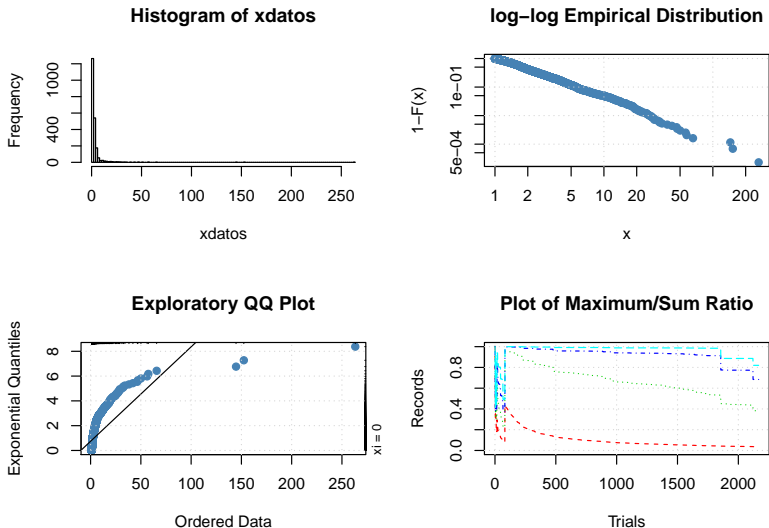 Histogram of xdatos
Frequency
0 400 1000
0 50 100 150 200 250
xdatos
log−log Empirical Distribution
1−F(x)
5e−04 1e−01
1 2 5 10 20 50 200
x
Exploratory QQ Plot
Exponential Quantiles
0 2 4 6 8
0 50 100 150 200 250
Ordered Data
xi = 0
Plot of Maximum/Sum Ratio
Records
0.0 0.4 0.8
0 500 1000 1500 2000
Trials